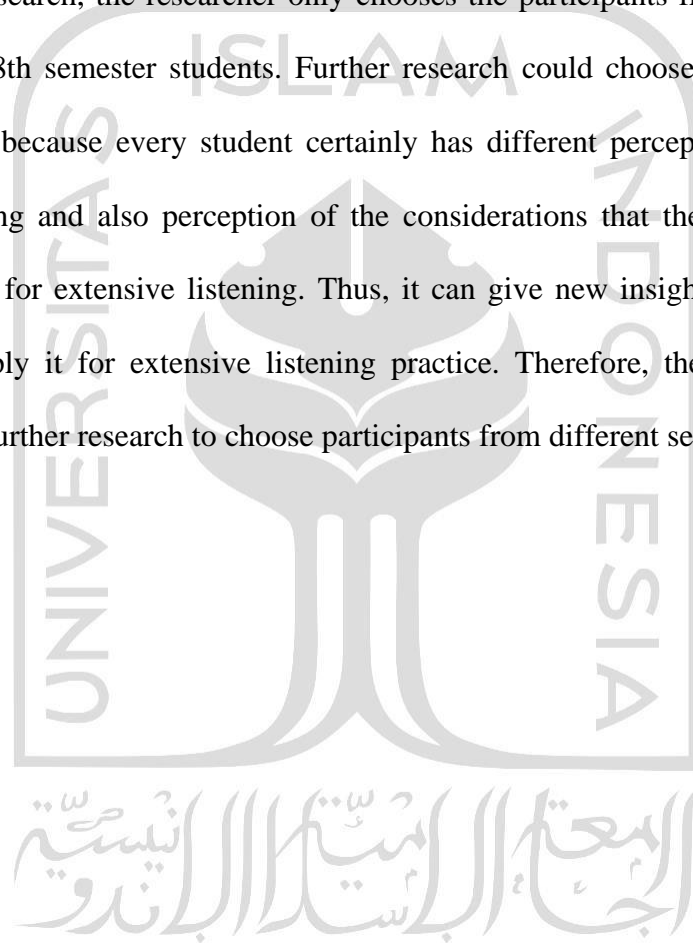 search, the researcher only chooses the participants
8th semester students. Further research could choose
because every student certainly has different percep
ng and also perception of the considerations that the
for extensive listening. Thus, it can give new insigh
ply it for extensive listening practice. Therefore, the
urther research to choose participants from different se
ISLAM
UNIVERSITAS
INDONESIA